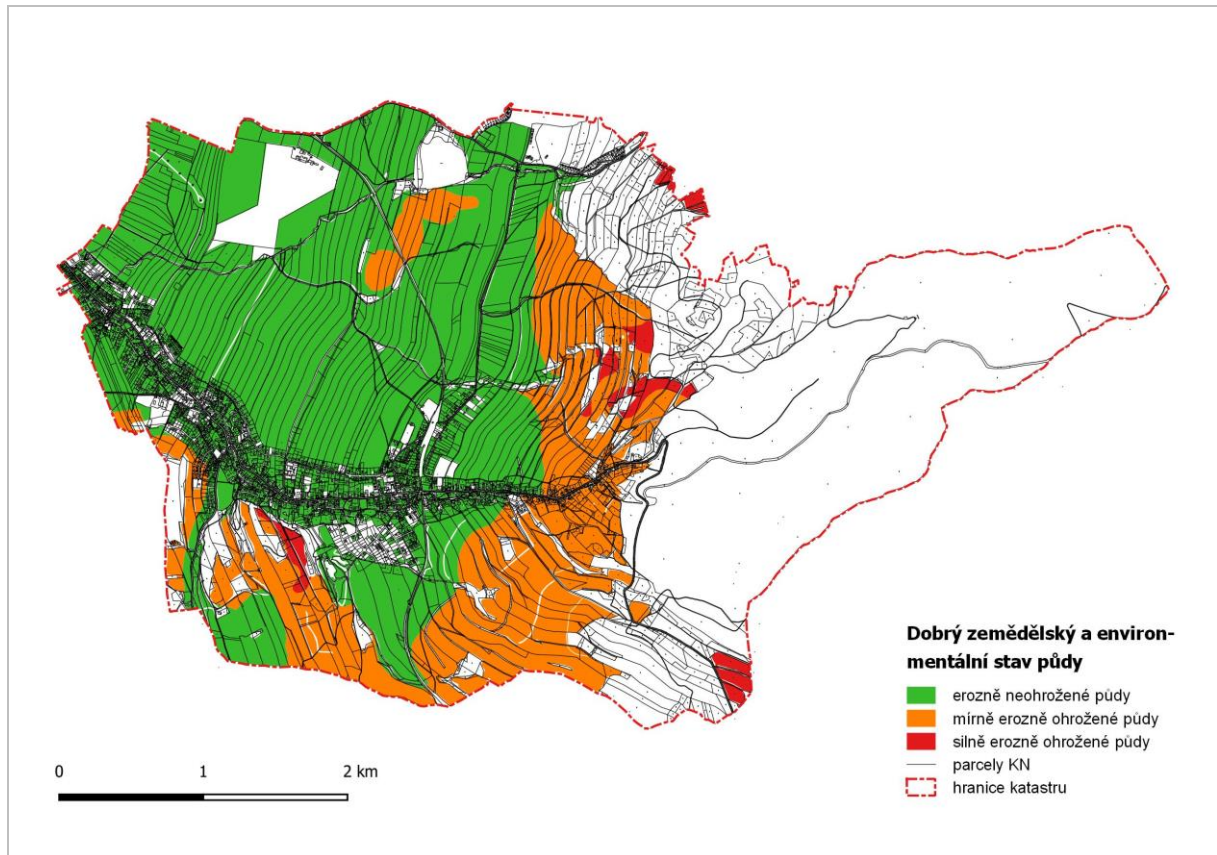 Dobrý zemědělský a environ-
mentální stav půdy
erozně neohrožené půdy
mírně erozně ohrožené půdy
silně erozně ohrožené půdy
parcely KN
hranice katastru
0 1 2 km